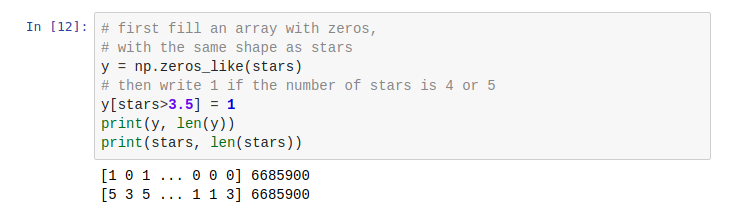 In [12]:
# first fill an array with zeros,
# with the same shape as stars
y = np.zeros_like(stars)
# then write 1 if the number of stars is 4 or 5
y[stars>3.5] = 1
print(y, len(y))
print(stars, len(stars))
[1 0 1 ... 0 0 0] 6685900
[5 3 5 ... 1 1 3] 6685900